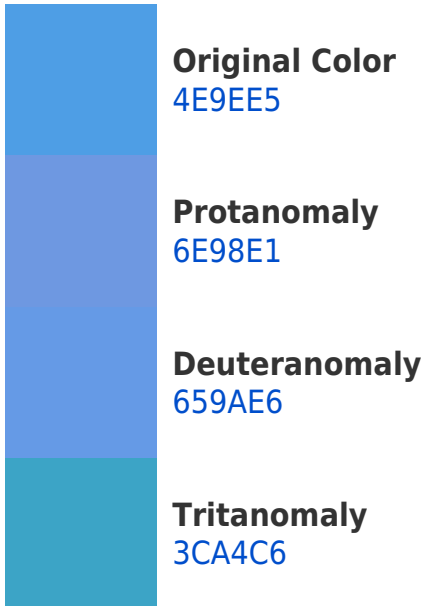 Original Color
4E9EE5
Protanomaly
6E98E1
Deuteranomaly
659AE6
Tritanomaly
3CA4C6